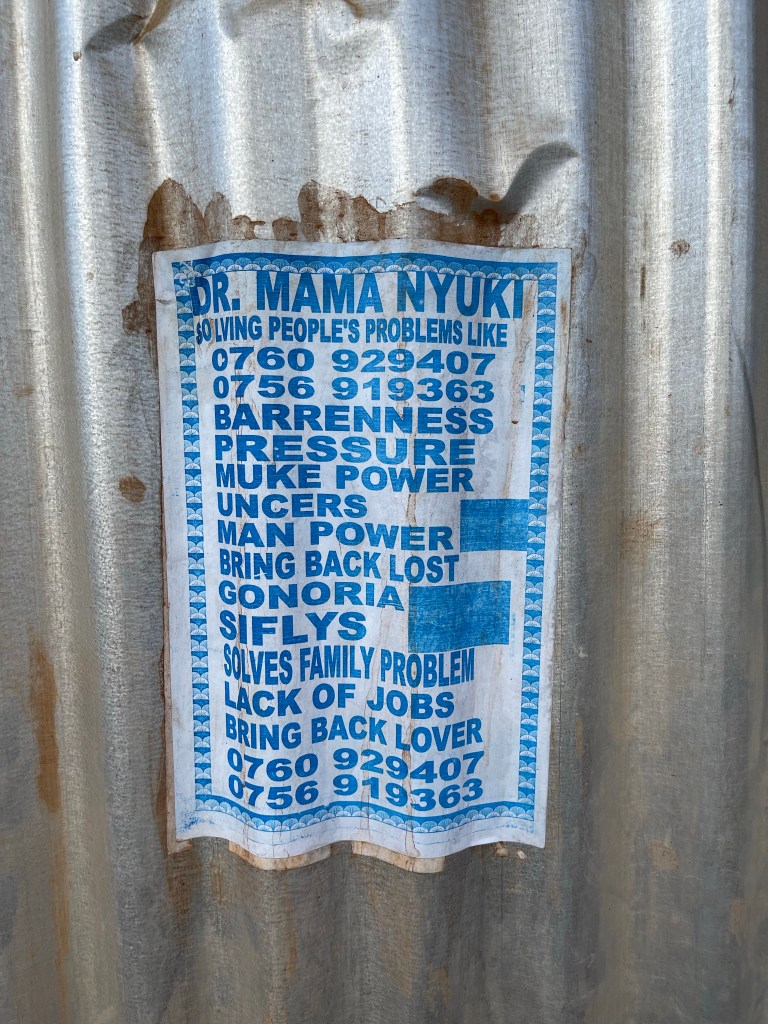 DR. MAMA NYUKI
SOLVING PEOPLE'S PROBLEMS LIKE
0760 929407
0756 919363
BARRENNESS
PRESSURE
MUKE POWER
UNCERS
MAN POWER
BRING BACK LOST
GONORIA
SIFLYS
SOLVES FAMILY PROBLEM
LACK OF JOBS
BRING BACK LOVER
0760 929407
0756 919363